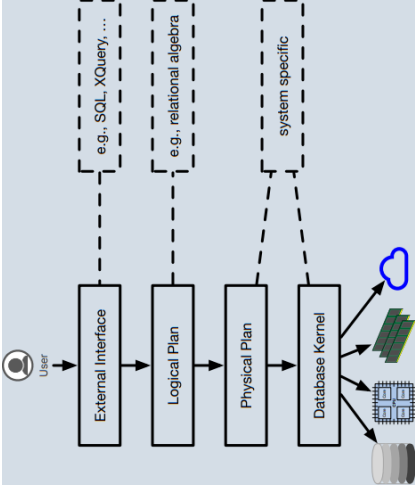 User
External Interface
e.g., SQL, XQuery, ...
Logical Plan
e.g., relational algebra
Physical Plan
system specific
Database Kernel